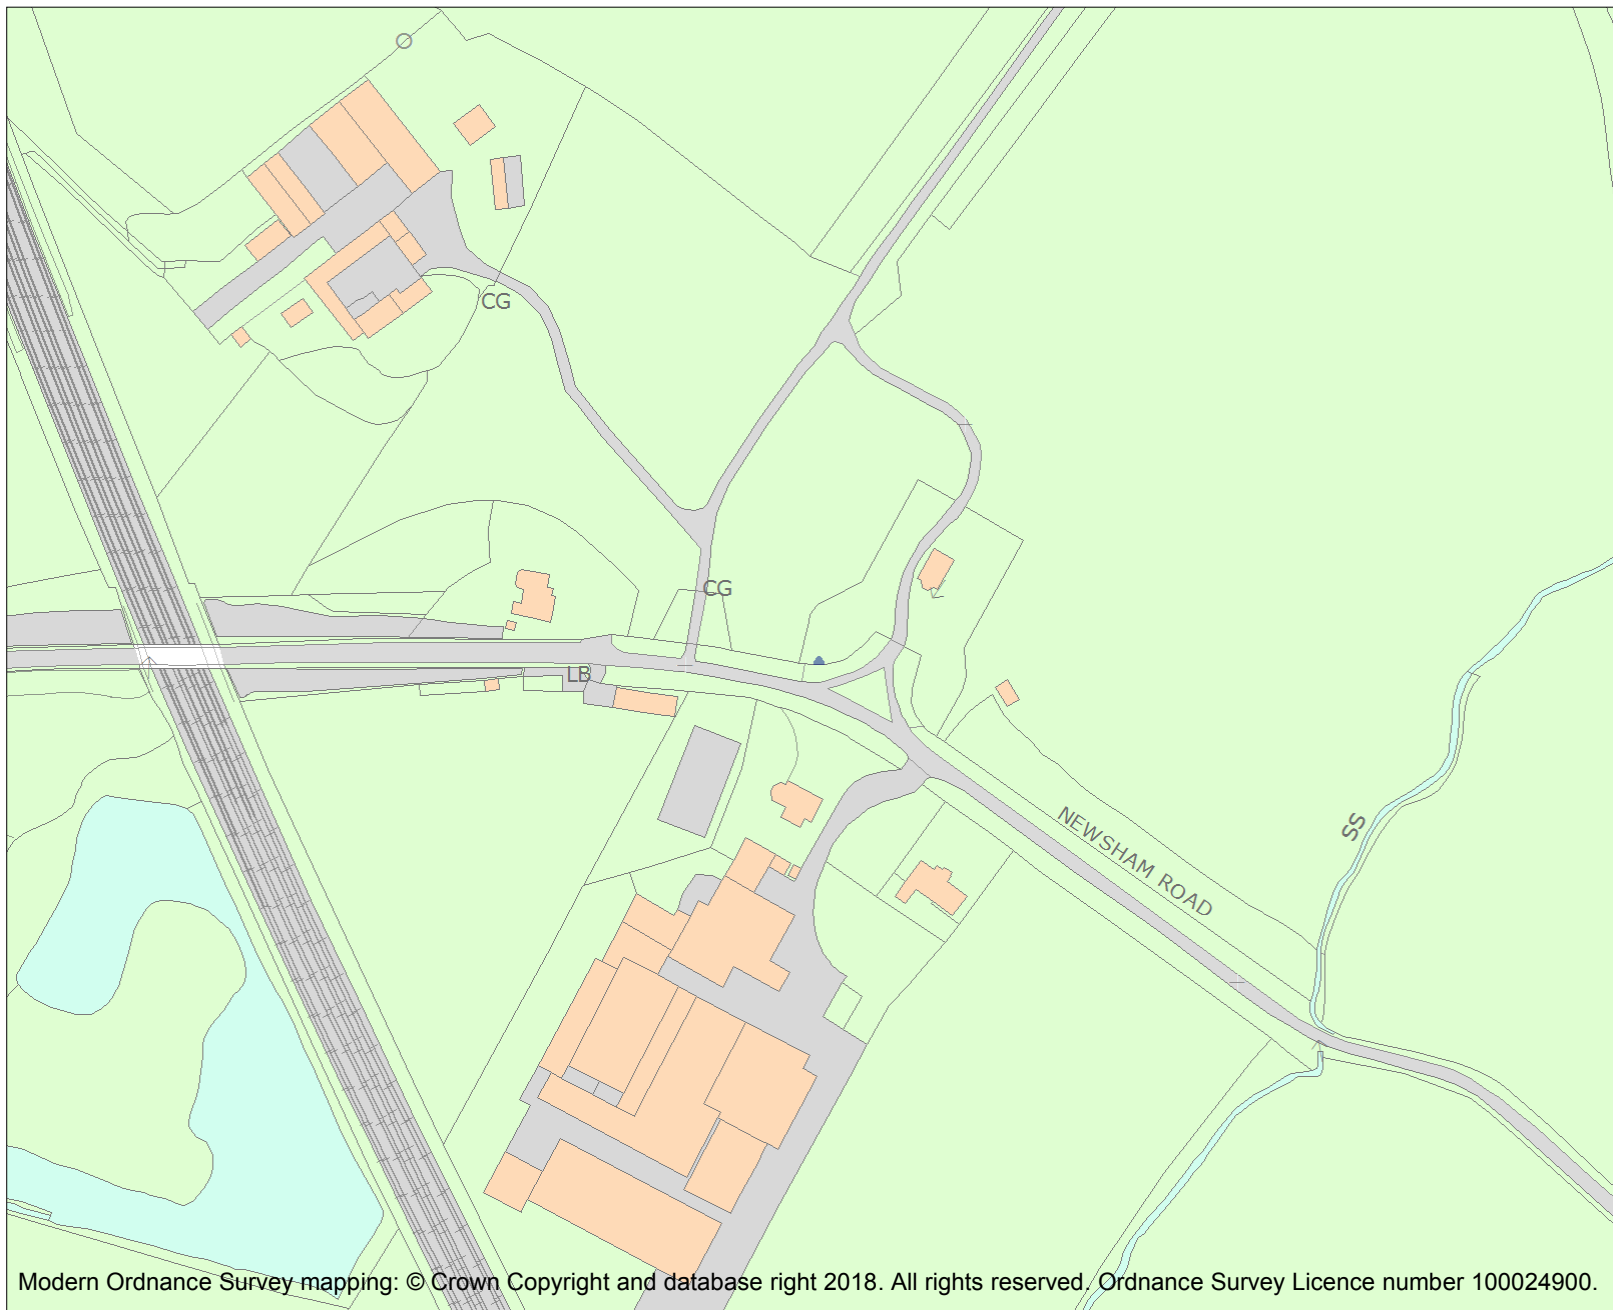 CG
CG
LB
NEWSHAM ROAD
SS
Modern Ordnance Survey mapping: © Crown Copyright and database right 2018. All rights reserved. Ordnance Survey Licence number 100024900.